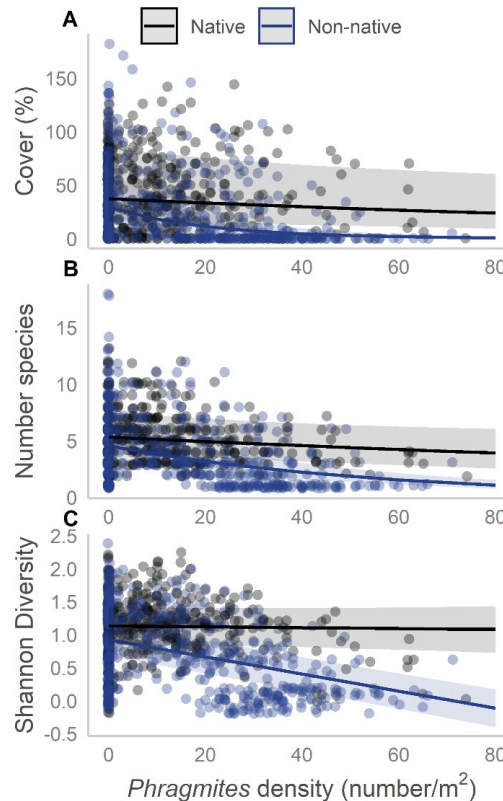 A Native Non-native
150
100
50
0
Cover (%)
0 20 40 60 80
B
15
10
5
0
Number species
0 20 40 60 80
C
2.5
2.0
1.5
1.0
0.5
0.0
-0.5
Shannon Diversity
0 20 40 60 80
Phragmites density (number/m²)